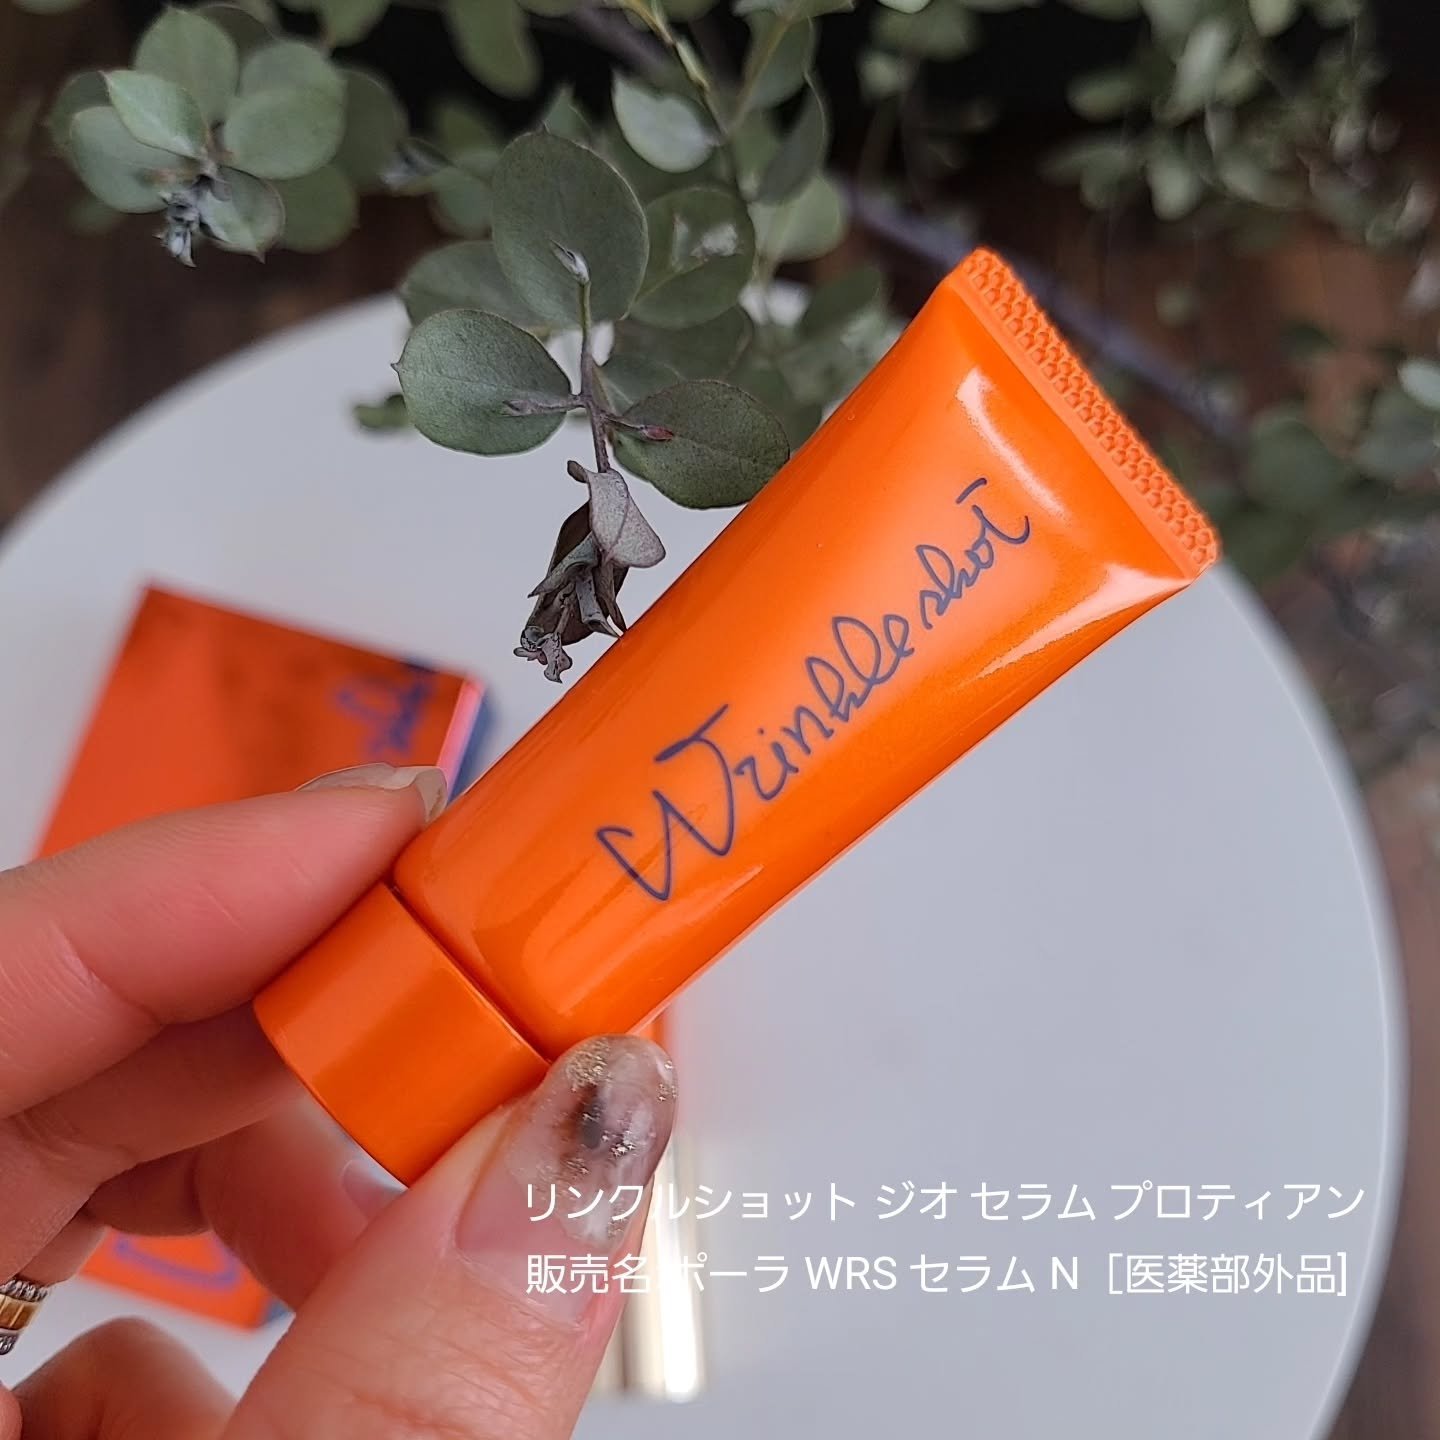 Wrinkle shot
リンクルショット ジオ セラム プロティアン
販売名:ポーラ WRS セラム N［医薬部外品］